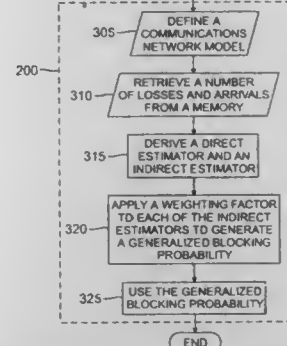 305
DEFINE A
COMMUNICATIONS
NETWORK MODEL
200
310
RETRIEVE A NUMBER
OF LOSSES AND ARRIVALS
FROM A MEMORY
315
DERIVE A DIRECT
ESTIMATOR AND AN
INDIRECT ESTIMATOR
320
APPLY A WEIGHTING FACTOR
TO EACH OF THE INDIRECT
ESTIMATORS TO GENERATE
A GENERALIZED BLOCKING
PROBABILITY
325
USE THE GENERALIZED
BLOCKING PROBABILITY
END